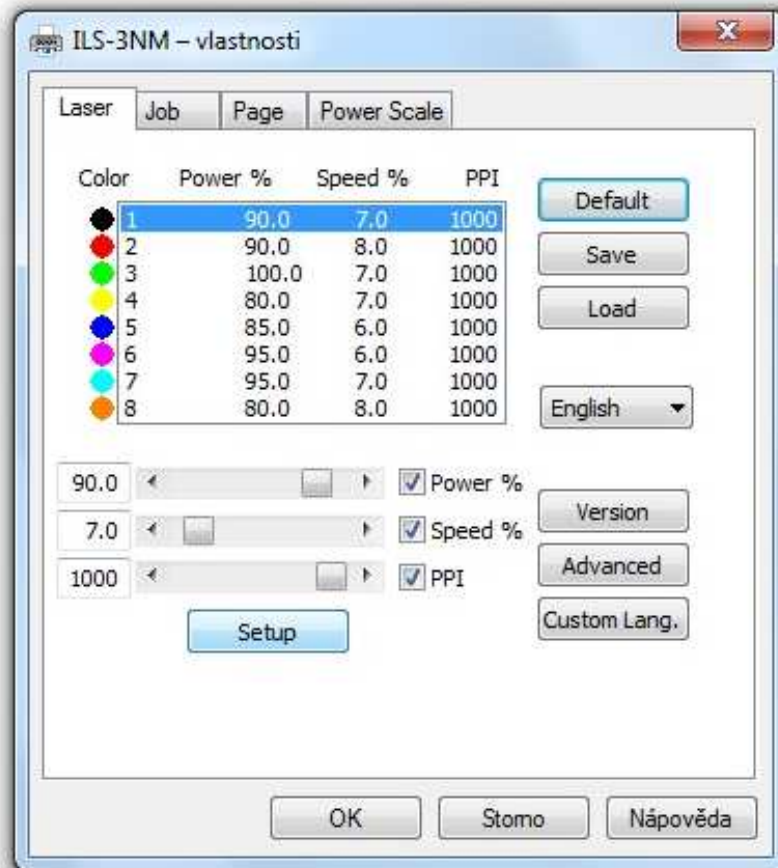 ILS-3NM – vlastnosti
Laser Job Page Power Scale
Color Power % Speed % PPI
1 90.0 7.0 1000
2 90.0 8.0 1000
3 100.0 7.0 1000
4 80.0 7.0 1000
5 85.0 6.0 1000
6 95.0 6.0 1000
7 95.0 7.0 1000
8 80.0 8.0 1000
Default
Save
Load
English
90.0 Power %
7.0 Speed %
1000 PPI
Setup
Version
Advanced
Custom Lang.
OK Storno Nápověda